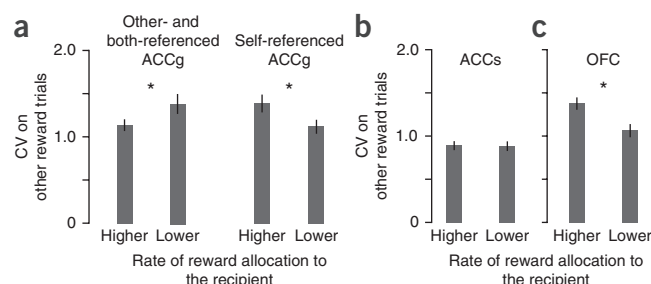 a
Other- and
both-referenced
ACCg
Self-referenced
ACCg
*
*
2.0
1.0
0
CV on
other reward trials
Higher Lower
Higher Lower
Rate of reward allocation to
the recipient
b
ACCs
2.0
1.0
0
CV on
other reward trials
Higher Lower
c
OFC
*
Higher Lower
Rate of reward allocation to
the recipient